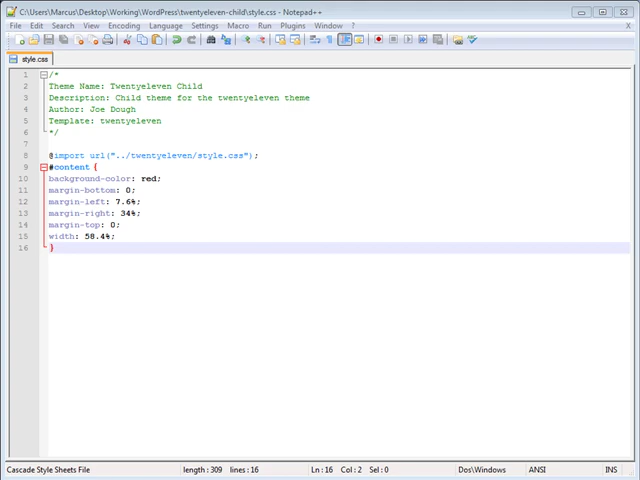 C:\Users\Marcus\Desktop\Working\WordPress\twentyeleven-child\style.css - Notepad++
File Edit Search View Encoding Language Settings Macro Run Plugins Window ? X
style.css
1 /*
2 Theme Name: Twentyeleven Child
3 Description: Child theme for the twentyeleven theme
4 Author: Joe Dough
5 Template: twentyeleven
6 */
7
8 @import url("../twentyeleven/style.css");
9 #content {
10 background-color: red;
11 margin-bottom: 0;
12 margin-left: 7.6%;
13 margin-right: 34%;
14 margin-top: 0;
15 width: 58.4%;
16 }
Cascade Style Sheets File length : 309 lines : 16 Ln : 16 Col : 2 Sel : 0 Dos\Windows ANSI INS